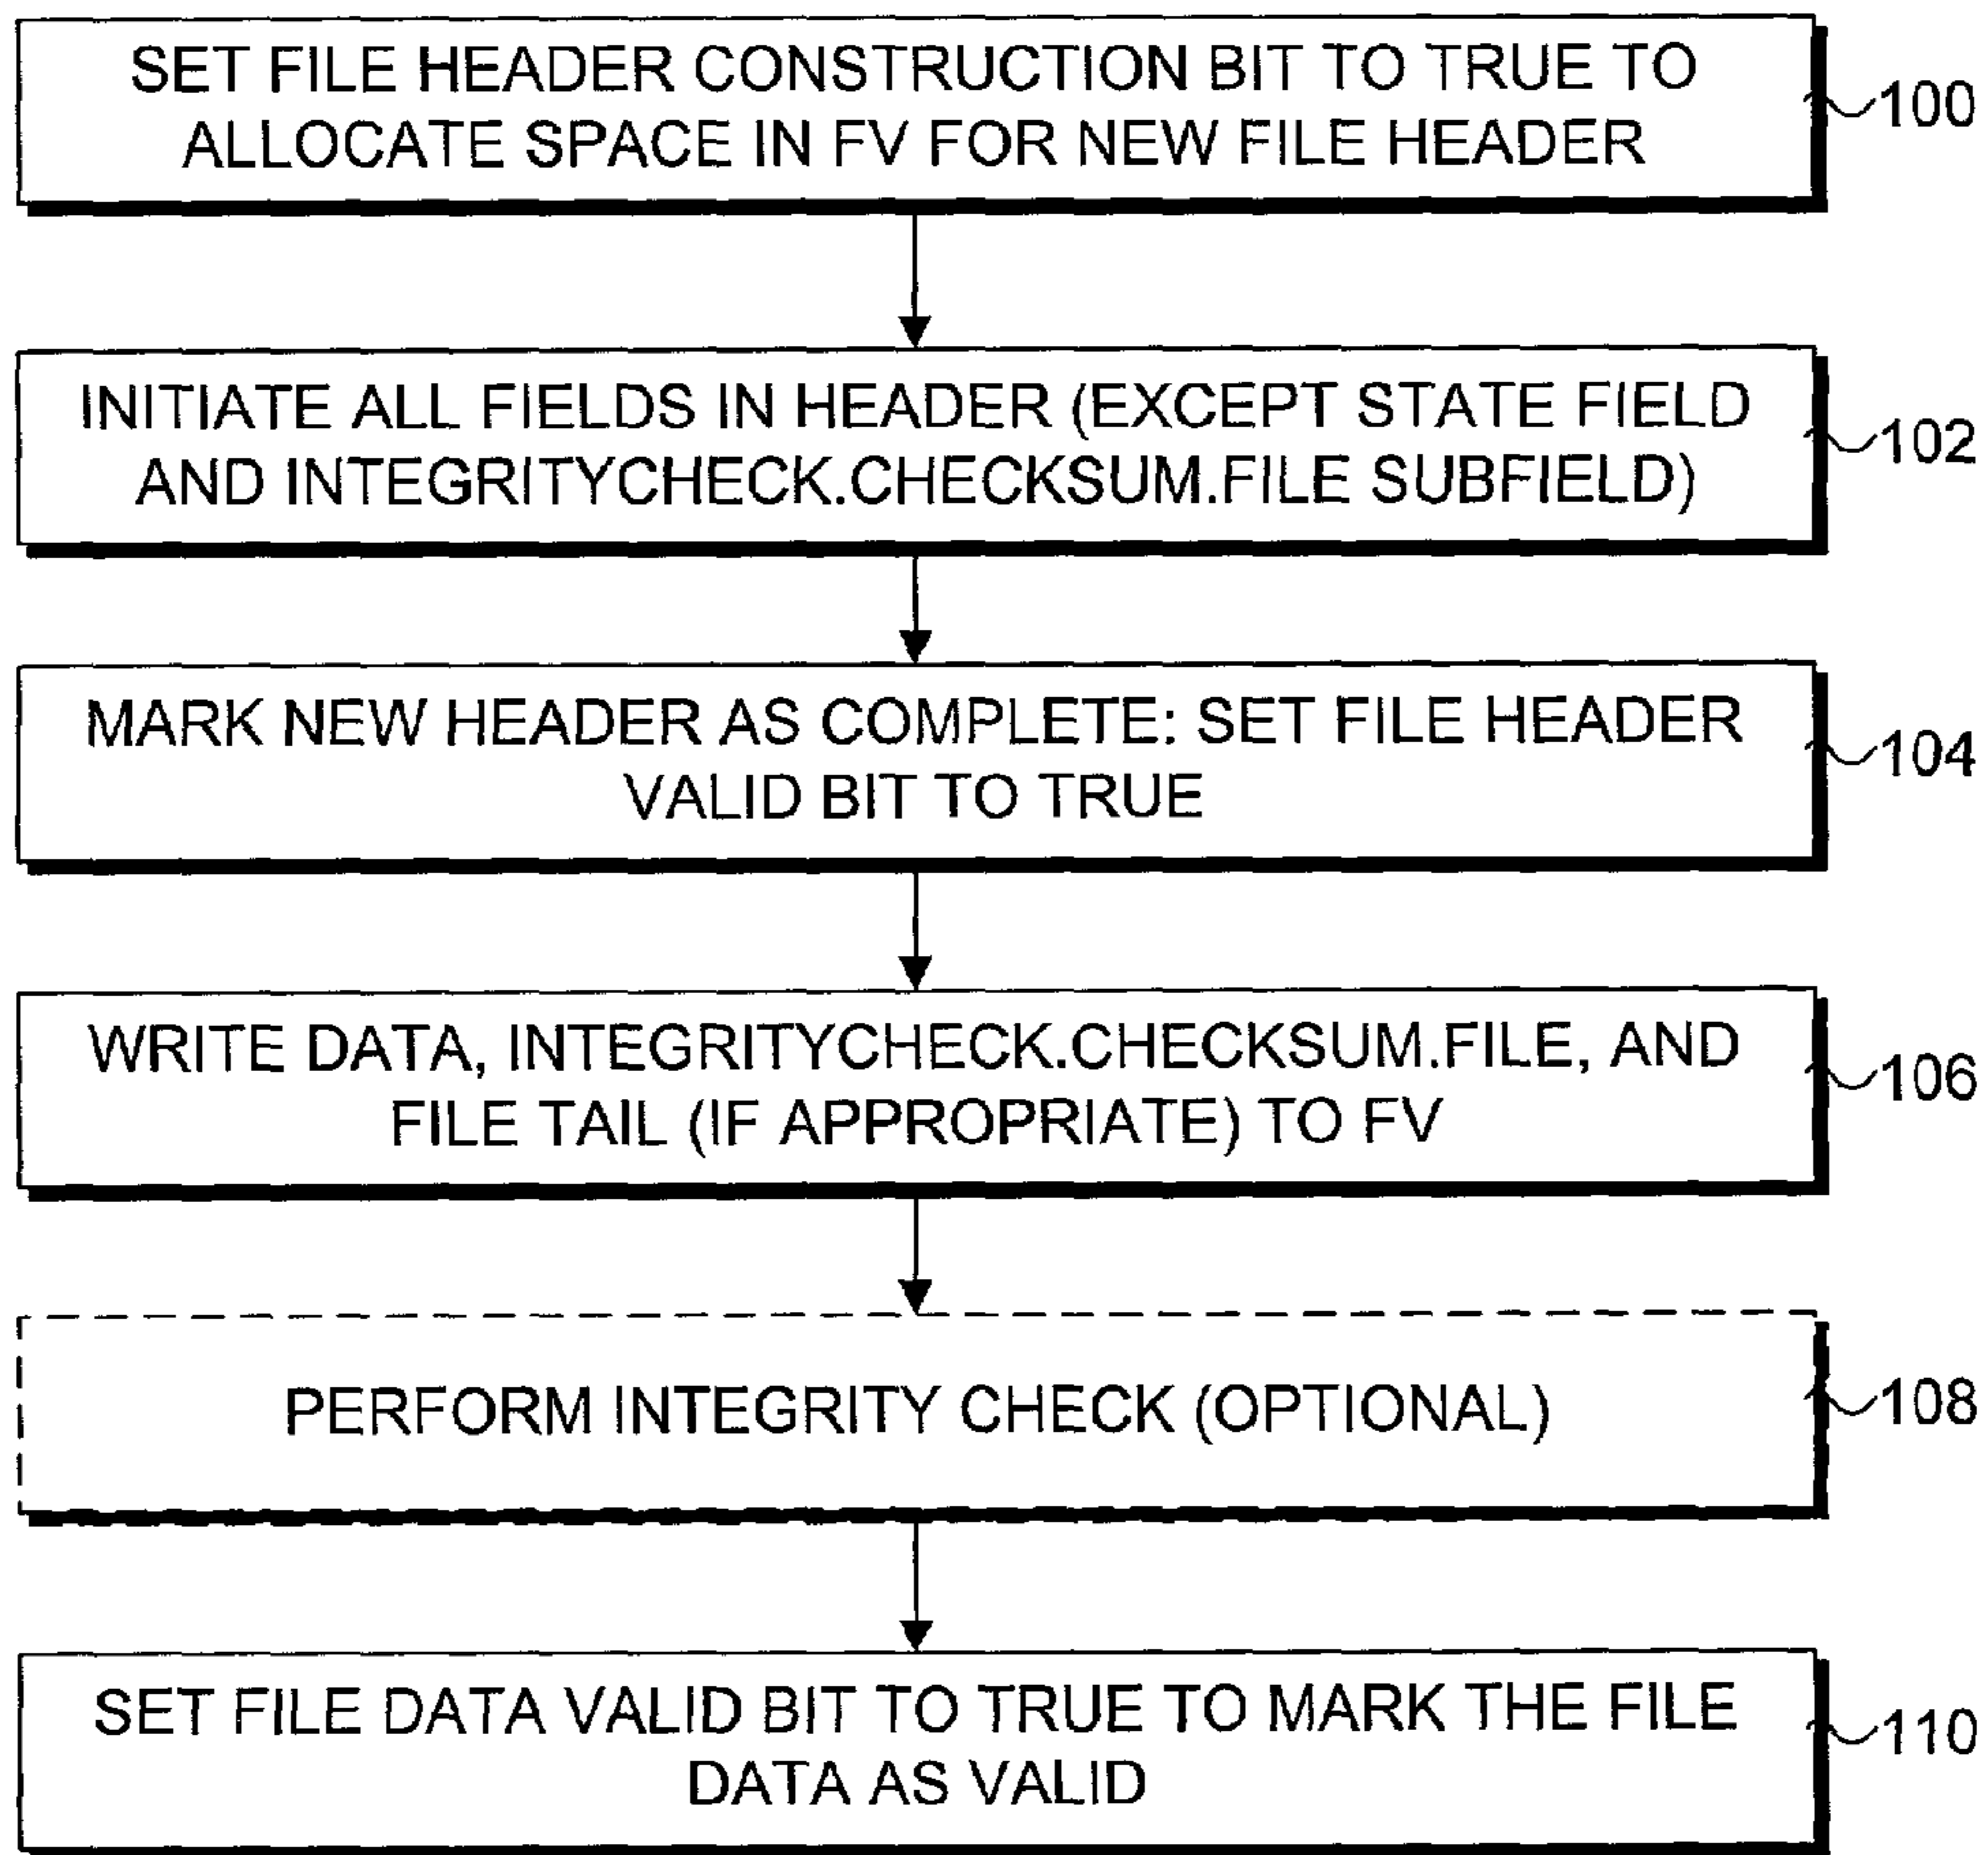 SET FILE HEADER CONSTRUCTION BIT TO TRUE TO
ALLOCATE SPACE IN FV FOR NEW FILE HEADER
100
INITIATE ALL FIELDS IN HEADER (EXCEPT STATE FIELD
AND INTEGRITYCHECK.CHECKSUM.FILE SUBFIELD)
102
MARK NEW HEADER AS COMPLETE: SET FILE HEADER
VALID BIT TO TRUE
104
WRITE DATA, INTEGRITYCHECK.CHECKSUM.FILE, AND
FILE TAIL (IF APPROPRIATE) TO FV
106
PERFORM INTEGRITY CHECK (OPTIONAL)
108
SET FILE DATA VALID BIT TO TRUE TO MARK THE FILE
DATA AS VALID
110